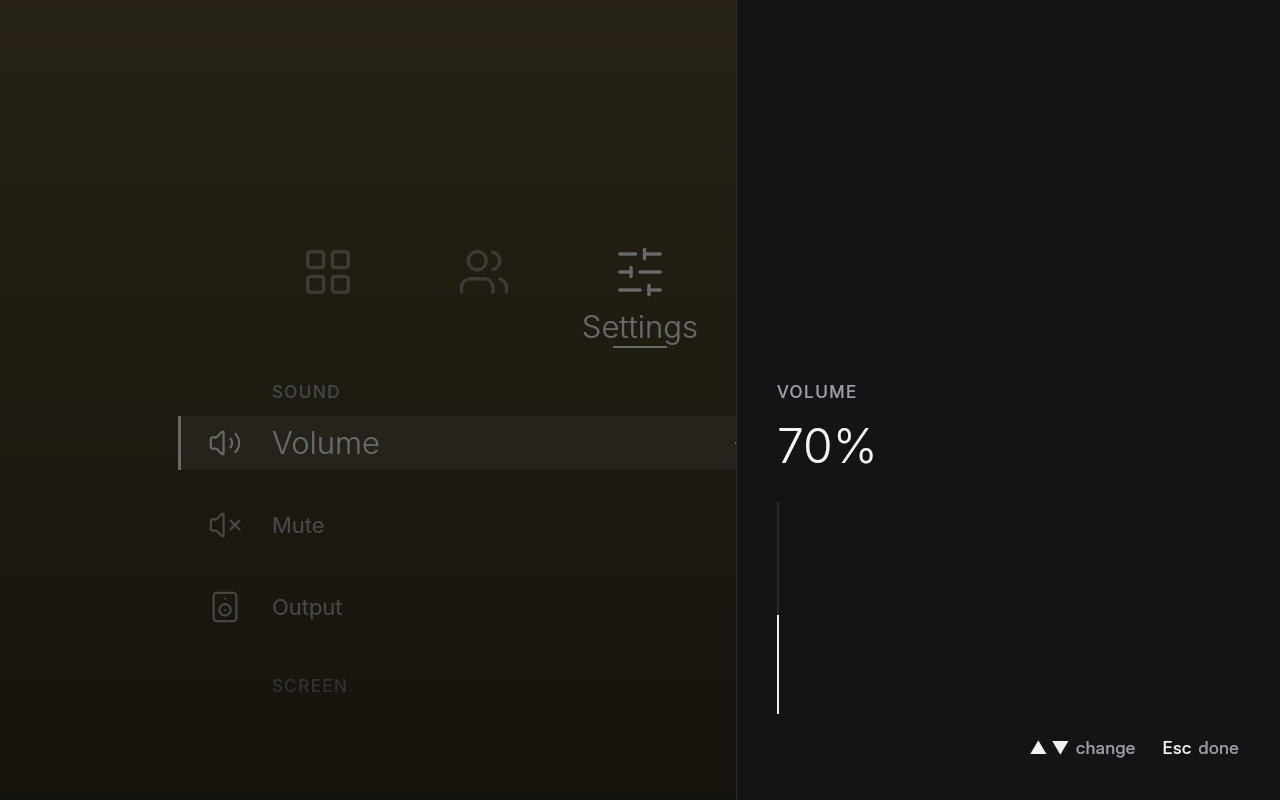 Settings
SOUND
Volume
Mute
Output
SCREEN
VOLUME
70%
▲▼ change Esc done